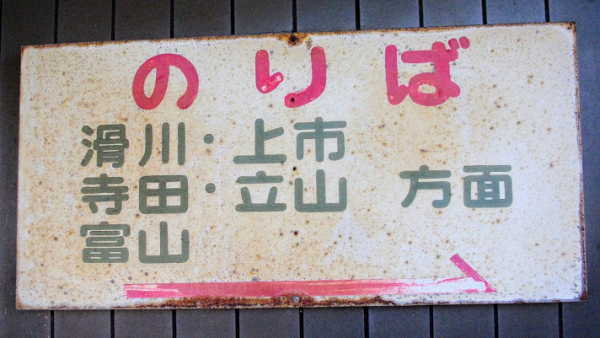 のりば
滑川・上市
寺田・立山 方面
富山